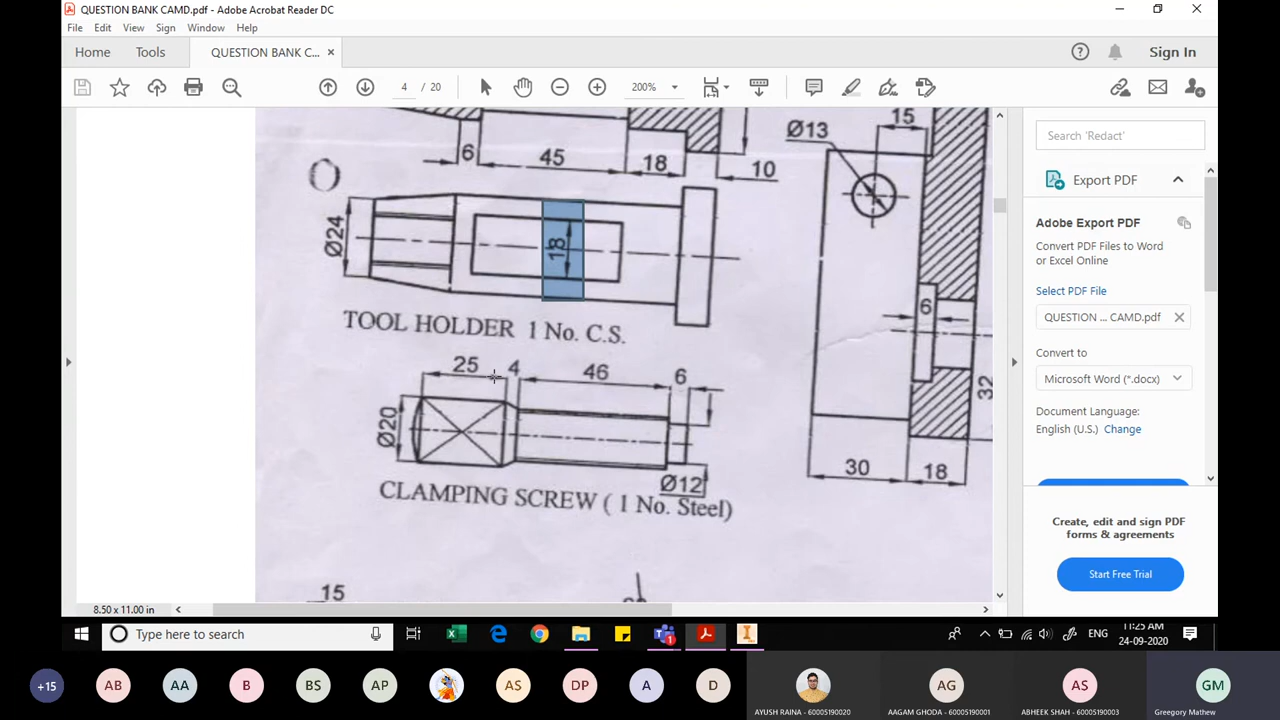 QUESTION BANK CAMD.pdf - Adobe Acrobat Reader DC
File Edit View Sign Window Help
Home Tools QUESTION BANK C... × Sign In
4 / 20 200%
15
Ø13
6 45 18 10
Ø24
18
6
TOOL HOLDER 1 No. C.S.
25 4 46 6
32
Ø20
Ø12
30 18
CLAMPING SCREW ( 1 No. Steel)
15
8.50 x 11.00 in
Search 'Redact'
Export PDF
Adobe Export PDF
Convert PDF Files to Word
or Excel Online
Select PDF File
QUESTION ... CAMD.pdf
Convert to
Microsoft Word (*.docx)
Document Language:
English (U.S.) Change
Create, edit and sign PDF
forms & agreements
Start Free Trial
Type here to search
ENG
11:25 AM
24-09-2020
+15 AB AA B BS AP AS DP A D AG AS GM
AYUSH RAINA - 60005190020
AAGAM GHODA - 60005190001
ABHEEK SHAH - 60005190003
Greegory Mathew